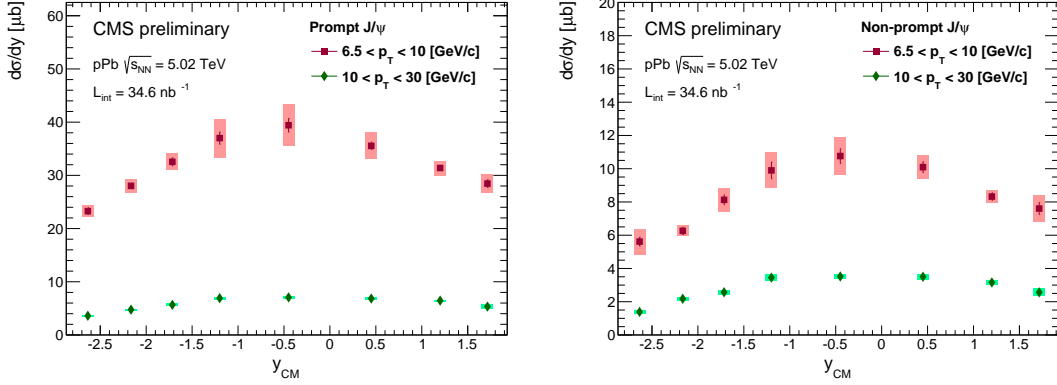 dσ/dy [μb]
60
50
40
30
20
10
0
CMS preliminary
pPb √s_NN = 5.02 TeV
L_int = 34.6 nb⁻¹
Prompt J/ψ
6.5 < p_T < 10 [GeV/c]
10 < p_T < 30 [GeV/c]
-2.5 -2 -1.5 -1 -0.5 0 0.5 1 1.5
y_CM
dσ/dy [μb]
20
18
16
14
12
10
8
6
4
2
0
CMS preliminary
pPb √s_NN = 5.02 TeV
L_int = 34.6 nb⁻¹
Non-prompt J/ψ
6.5 < p_T < 10 [GeV/c]
10 < p_T < 30 [GeV/c]
-2.5 -2 -1.5 -1 -0.5 0 0.5 1 1.5
y_CM